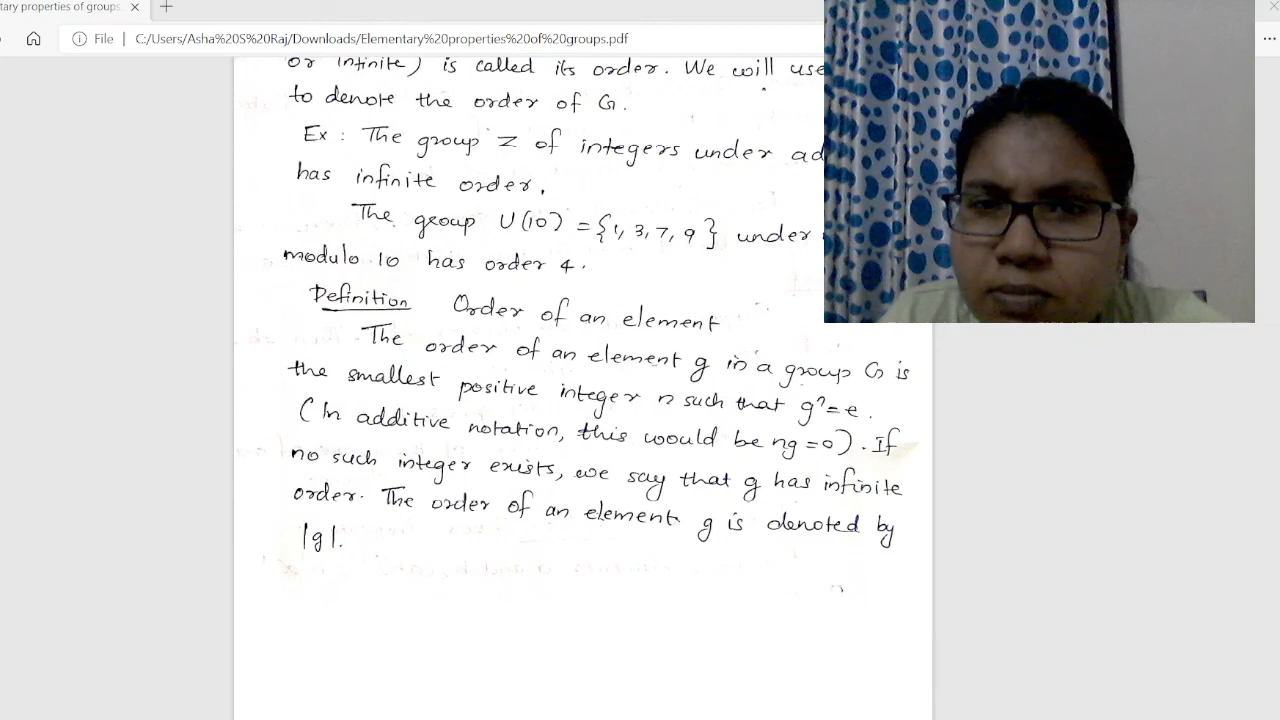 tary properties of groups
File | C:/Users/Asha%20S%20Raj/Downloads/Elementary%20properties%20of%20groups.pdf
or infinite) is called its order. We will use
to denote the order of G.
Ex : The group Z of integers under ad
has infinite order.
The group U(10) = {1, 3, 7, 9} under
modulo 10 has order 4.
Definition Order of an element
The order of an element g in a group G is
the smallest positive integer n such that gⁿ = e.
(In additive notation, this would be ng = 0). If
no such integer exists, we say that g has infinite
order. The order of an element g is denoted by
|g|.